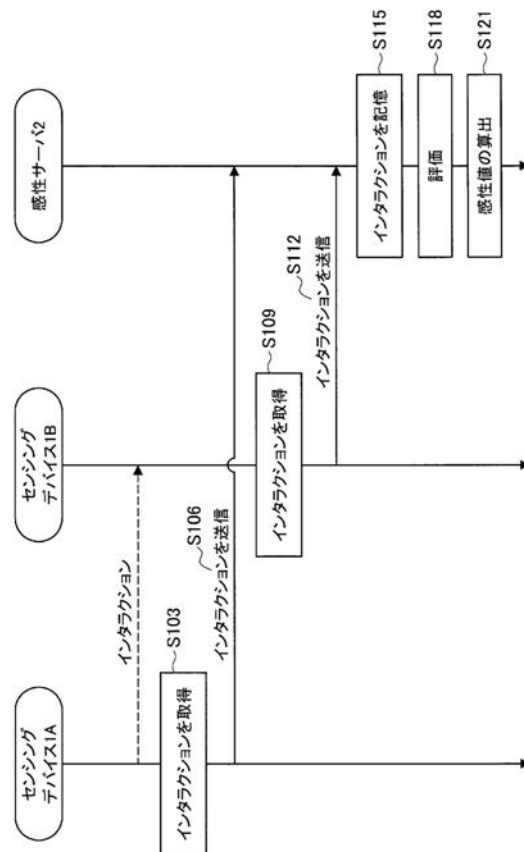 センシング
デバイス1A
センシング
デバイス1B
感性サーバ2
インタラクション
S103
インタラクションを取得
S106
インタラクションを送信
S109
インタラクションを取得
S112
インタラクションを送信
S115
インタラクションを記憶
S118
評価
S121
感性値の算出